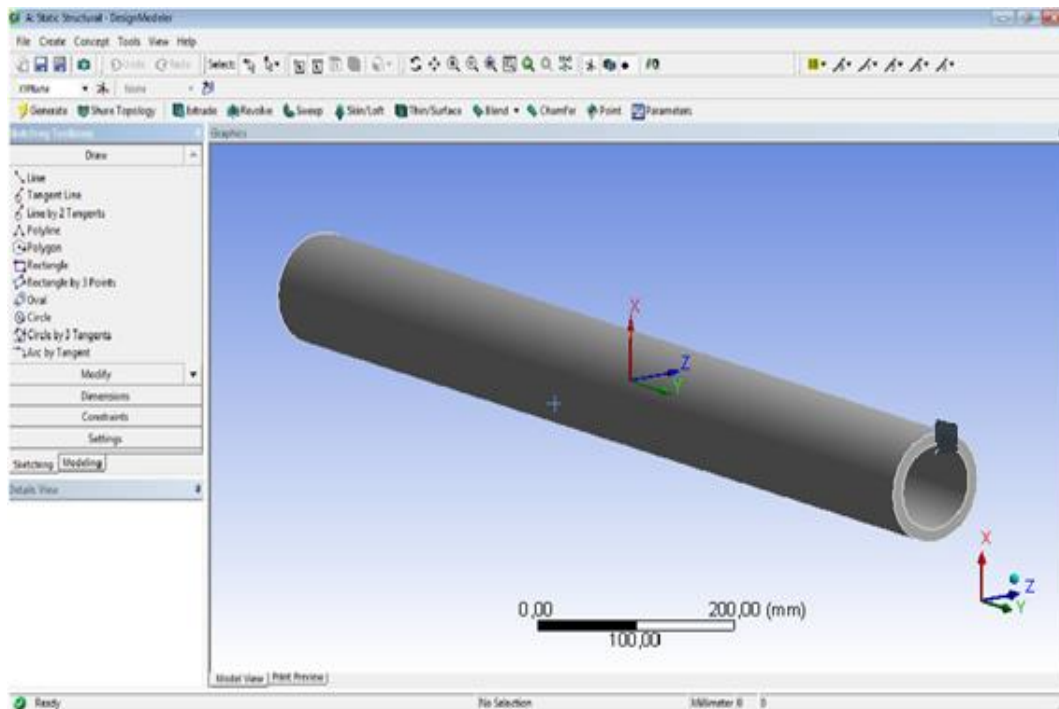 A: Static Structural - DesignModeler
File Create Concept Tools View Help
Undo Redo Select:
XYPlane None
Generate Share Topology Extrude Revolve Sweep Skin/Loft Thin/Surface Blend Chamfer Point Parameters
Sketching Toolboxes Graphics
Draw
Line
Tangent Line
Line by 2 Tangents
Polyline
Polygon
Rectangle
Rectangle by 3 Points
Oval
Circle
Circle by 3 Tangents
Arc by Tangent
Modify
Dimensions
Constraints
Settings
Sketching Modeling
Details View
X
Z
Y
X
Z
Y
0,00 200,00 (mm)
100,00
Model View Print Preview
Ready No Selection Millimeter 0 0